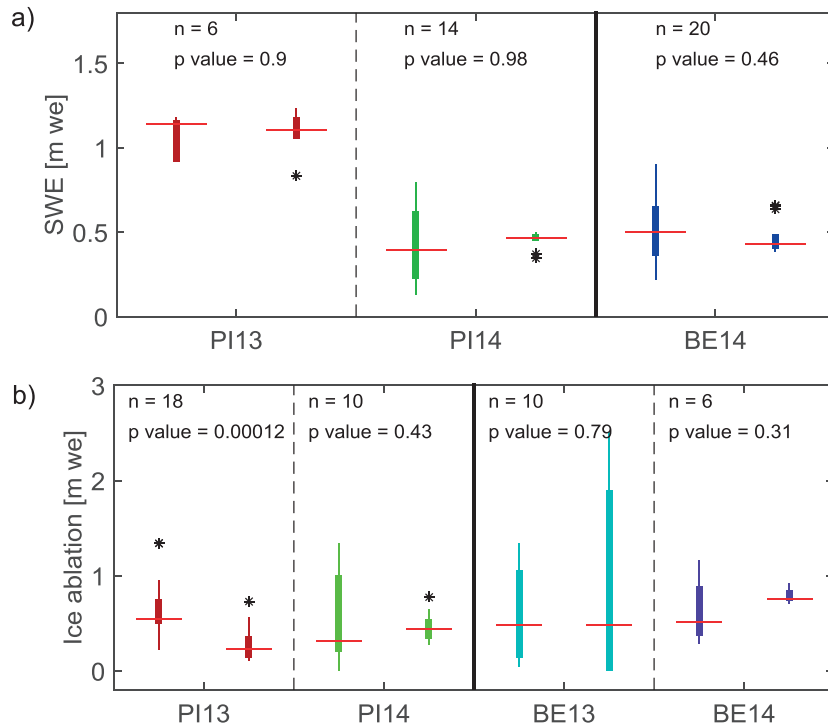 a)
n = 6
n = 14
n = 20
p value = 0.9
p value = 0.98
p value = 0.46
SWE [m we]
1.5
1
0.5
0
PI13
PI14
BE14
b)
n = 18
n = 10
n = 10
n = 6
p value = 0.00012
p value = 0.43
p value = 0.79
p value = 0.31
Ice ablation [m we]
3
2
1
0
PI13
PI14
BE13
BE14